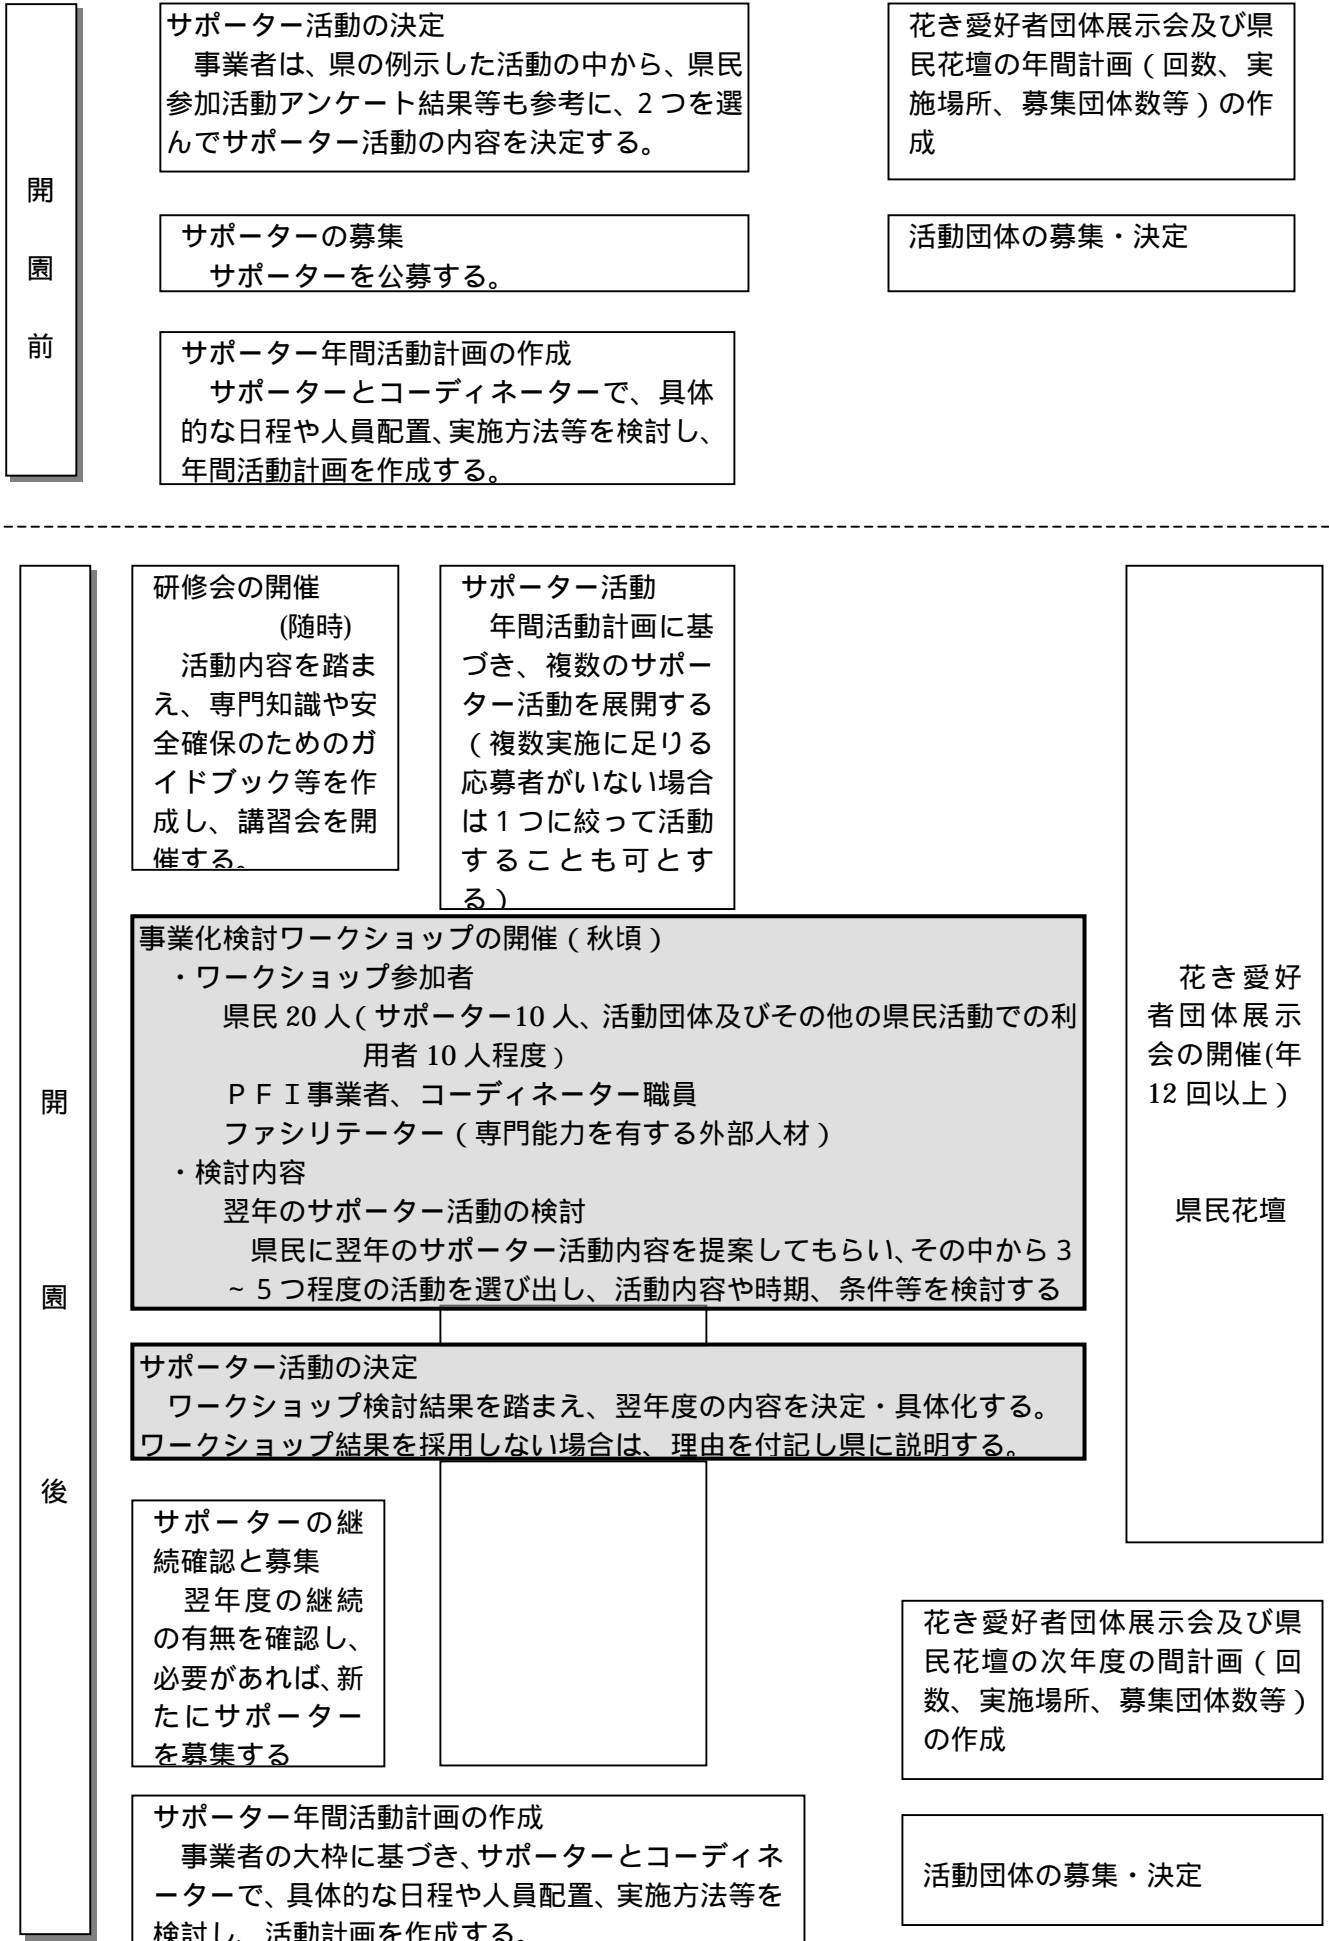 開
園
前
サポーター活動の決定
事業者は、県の例示した活動の中から、県民
参加活動アンケート結果等も参考に、2つを選
んでサポーター活動の内容を決定する。
花き愛好者団体展示会及び県
民花壇の年間計画(回数、実
施場所、募集団体数等)の作
成
サポーターの募集
サポーターを公募する。
活動団体の募集・決定
サポーター年間活動計画の作成
サポーターとコーディネーターで、具体
的な日程や人員配置、実施方法等を検討し、
年間活動計画を作成する。
開
園
後
研修会の開催
(随時)
活動内容を踏ま
え、専門知識や安
全確保のためのガ
イドブック等を作
成し、講習会を開
催する。
サポーター活動
年間活動計画に基
づき、複数のサポー
ター活動を展開する
(複数実施に足りる
応募者がいない場合
は1つに絞って活動
することも可とす
る)
事業化検討ワークショップの開催(秋頃)
・ワークショップ参加者
県民 20 人(サポーター10 人、活動団体及びその他の県民活動での利
用者 10 人程度)
PFI事業者、コーディネーター職員
ファシリテーター(専門能力を有する外部人材)
・検討内容
翌年のサポーター活動の検討
県民に翌年のサポーター活動内容を提案してもらい、その中から3
~5つ程度の活動を選び出し、活動内容や時期、条件等を検討する
サポーター活動の決定
ワークショップ検討結果を踏まえ、翌年度の内容を決定・具体化する。
ワークショップ結果を採用しない場合は、理由を付記し県に説明する。
花き愛好
者団体展示
会の開催(年
12 回以上)
県民花壇
サポーターの継
続確認と募集
翌年度の継続
の有無を確認し、
必要があれば、新
たにサポーター
を募集する
花き愛好者団体展示会及び県
民花壇の次年度の間計画(回
数、実施場所、募集団体数等)
の作成
サポーター年間活動計画の作成
事業者の大枠に基づき、サポーターとコーディネ
ーターで、具体的な日程や人員配置、実施方法等を
検討し、活動計画を作成する。
活動団体の募集・決定